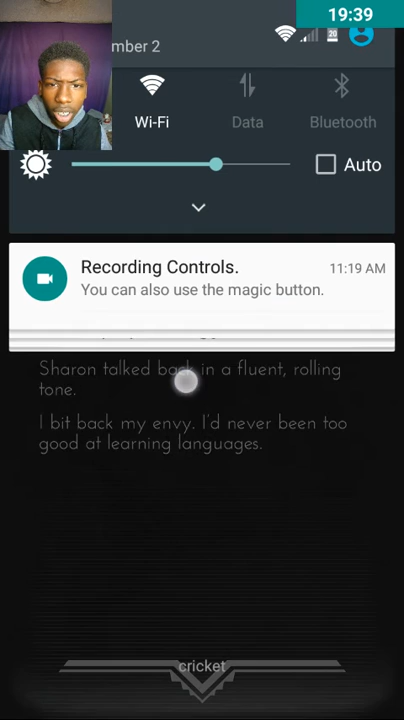 19:39
mber 2
20
Wi-Fi
Data
Bluetooth
Auto
Recording Controls.
11:19 AM
You can also use the magic button.
Sharon talked back in a fluent, rolling
tone.
I bit back my envy. I'd never been too
good at learning languages.
cricket